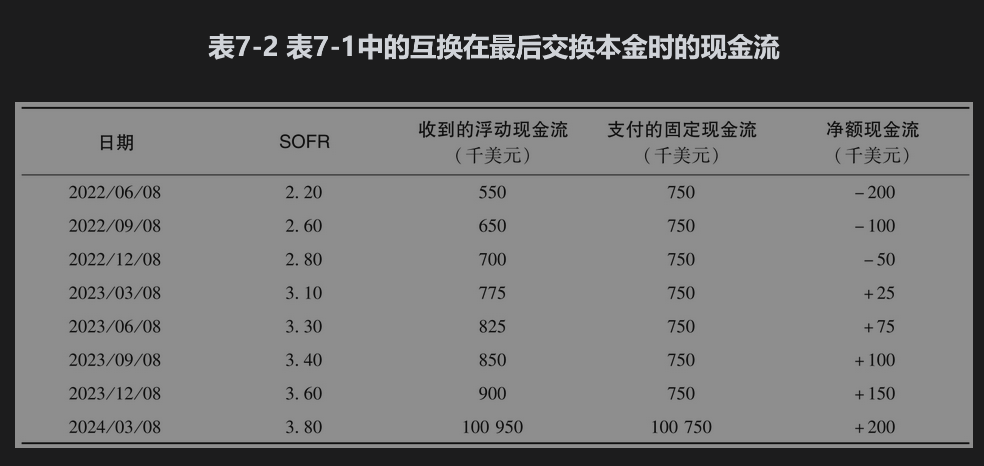 表7-2 表7-1中的互换在最后交换本金时的现金流
日期 SOFR 收到的浮动现金流（千美元） 支付的固定现金流（千美元） 净额现金流（千美元）
2022/06/08 2. 20 550 750 −200
2022/09/08 2. 60 650 750 −100
2022/12/08 2. 80 700 750 −50
2023/03/08 3. 10 775 750 +25
2023/06/08 3. 30 825 750 +75
2023/09/08 3. 40 850 750 +100
2023/12/08 3. 60 900 750 +150
2024/03/08 3. 80 100 950 100 750 +200